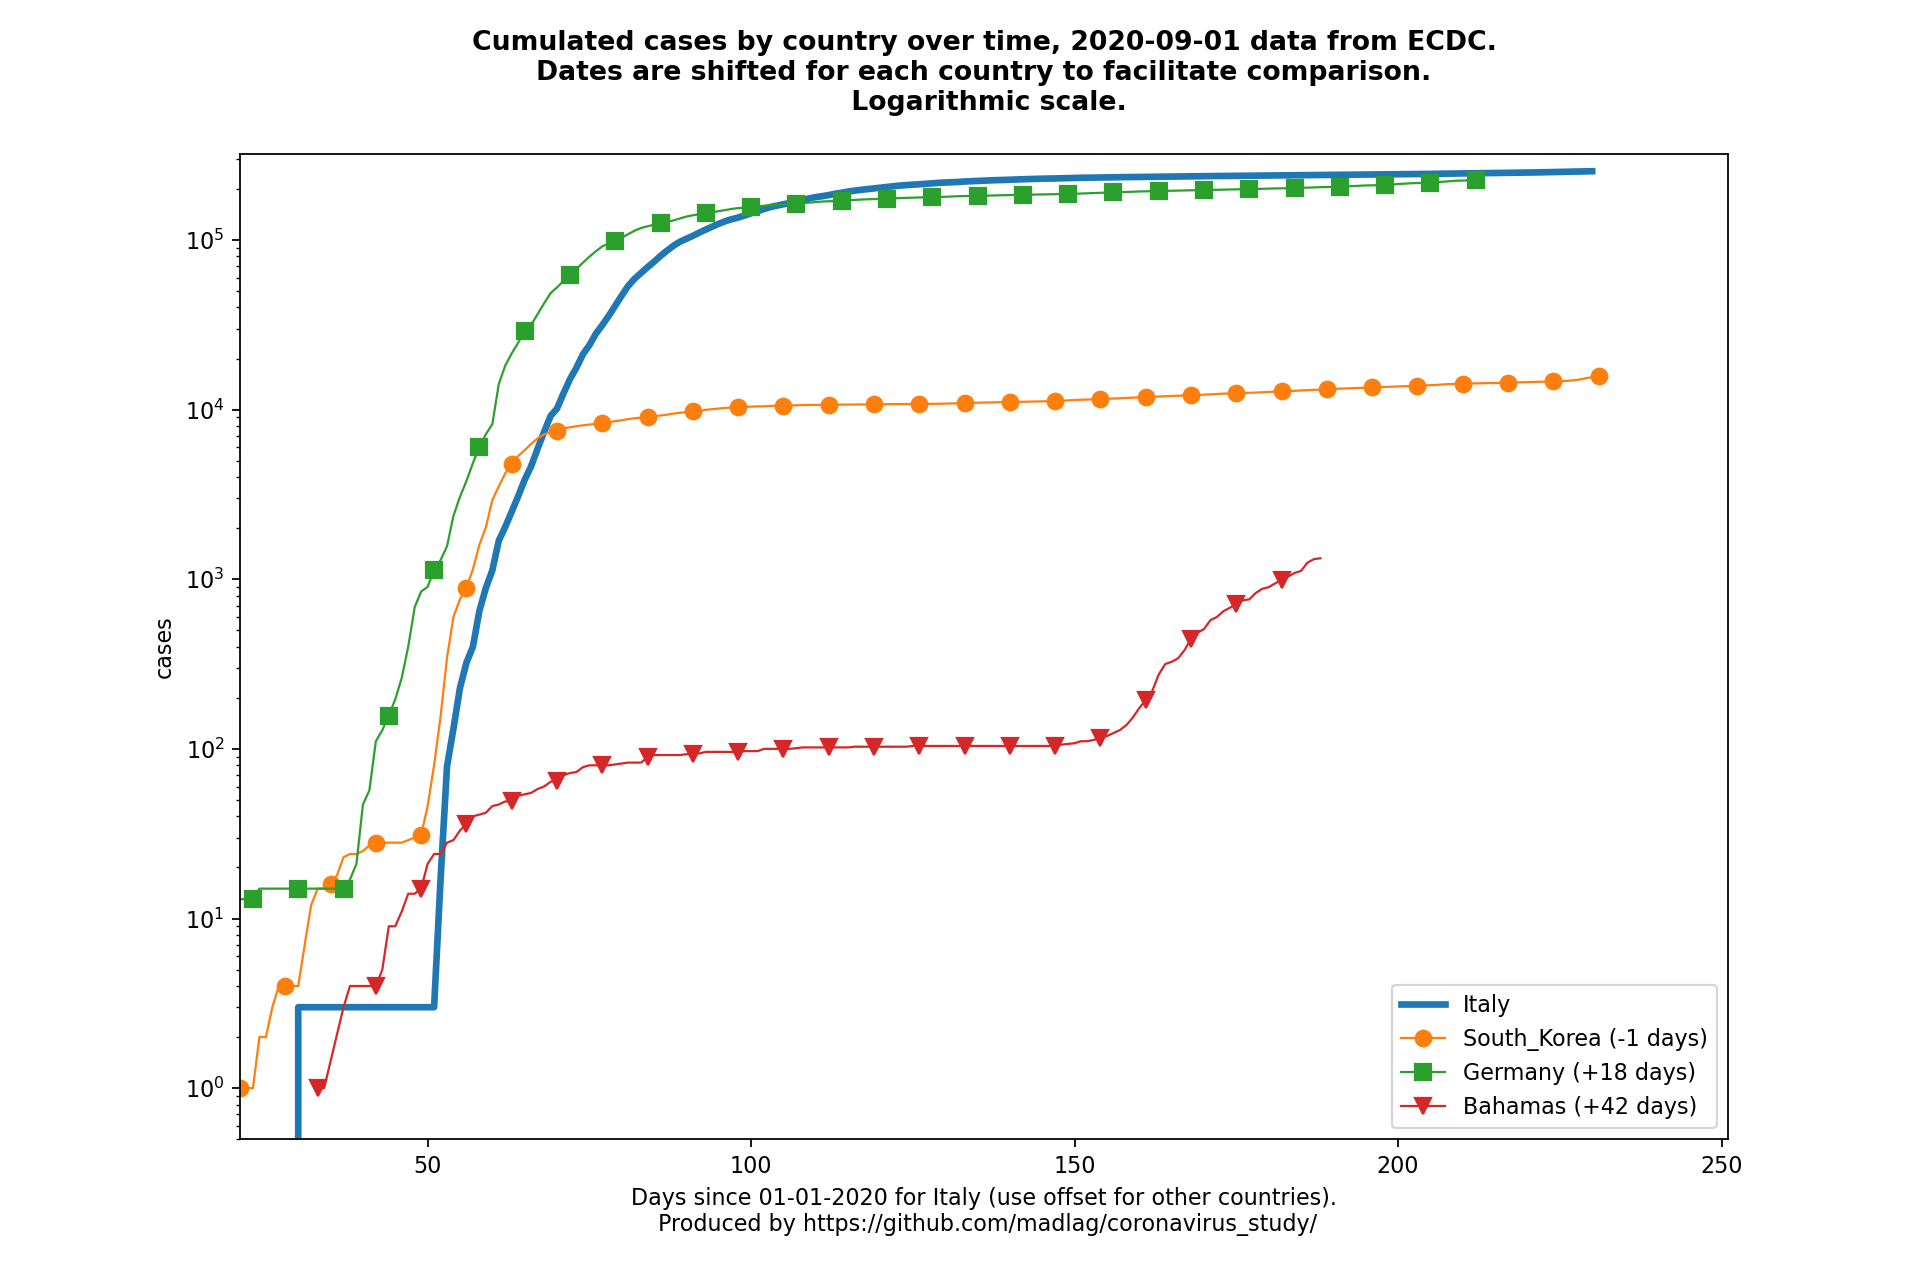 Cumulated cases by country over time, 2020-09-01 data from ECDC.
Dates are shifted for each country to facilitate comparison.
Logarithmic scale.
10^5
10^4
10^3
10^2
10^1
10^0
cases
Italy
South_Korea (-1 days)
Germany (+18 days)
Bahamas (+42 days)
50 100 150 200 250
Days since 01-01-2020 for Italy (use offset for other countries).
Produced by https://github.com/madlag/coronavirus_study/